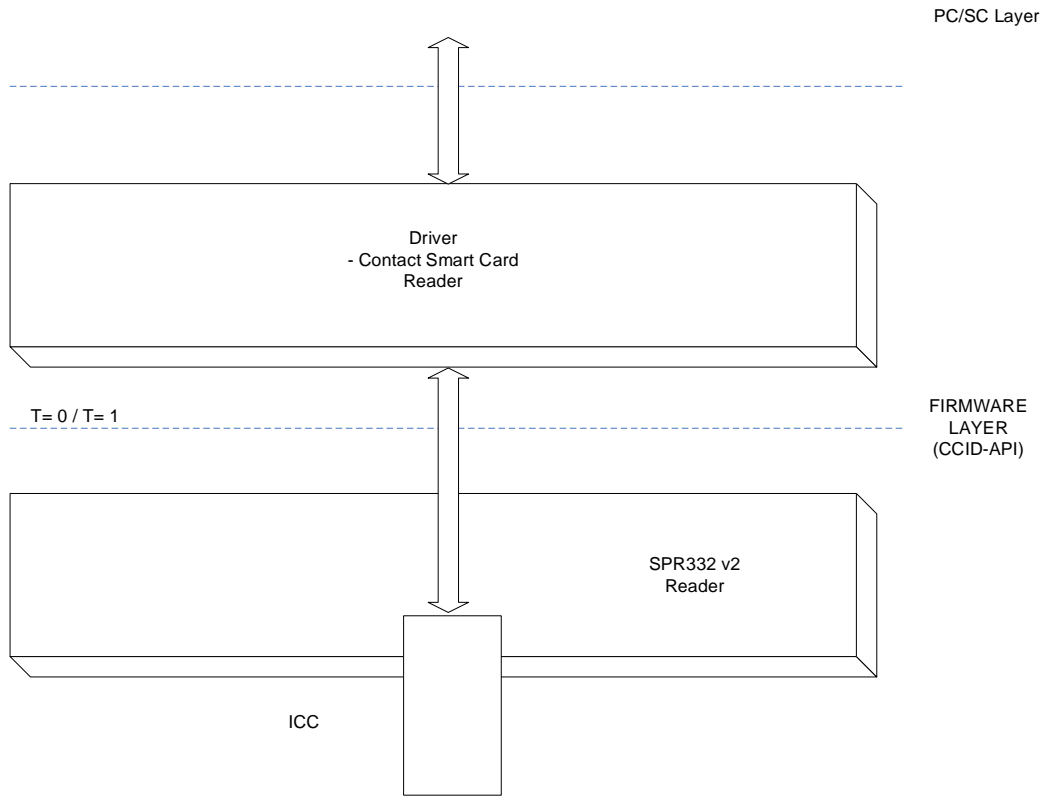 PC/SC Layer
Driver
- Contact Smart Card
Reader
T= 0 / T= 1
FIRMWARE
LAYER
(CCID-API)
SPR332 v2
Reader
ICC